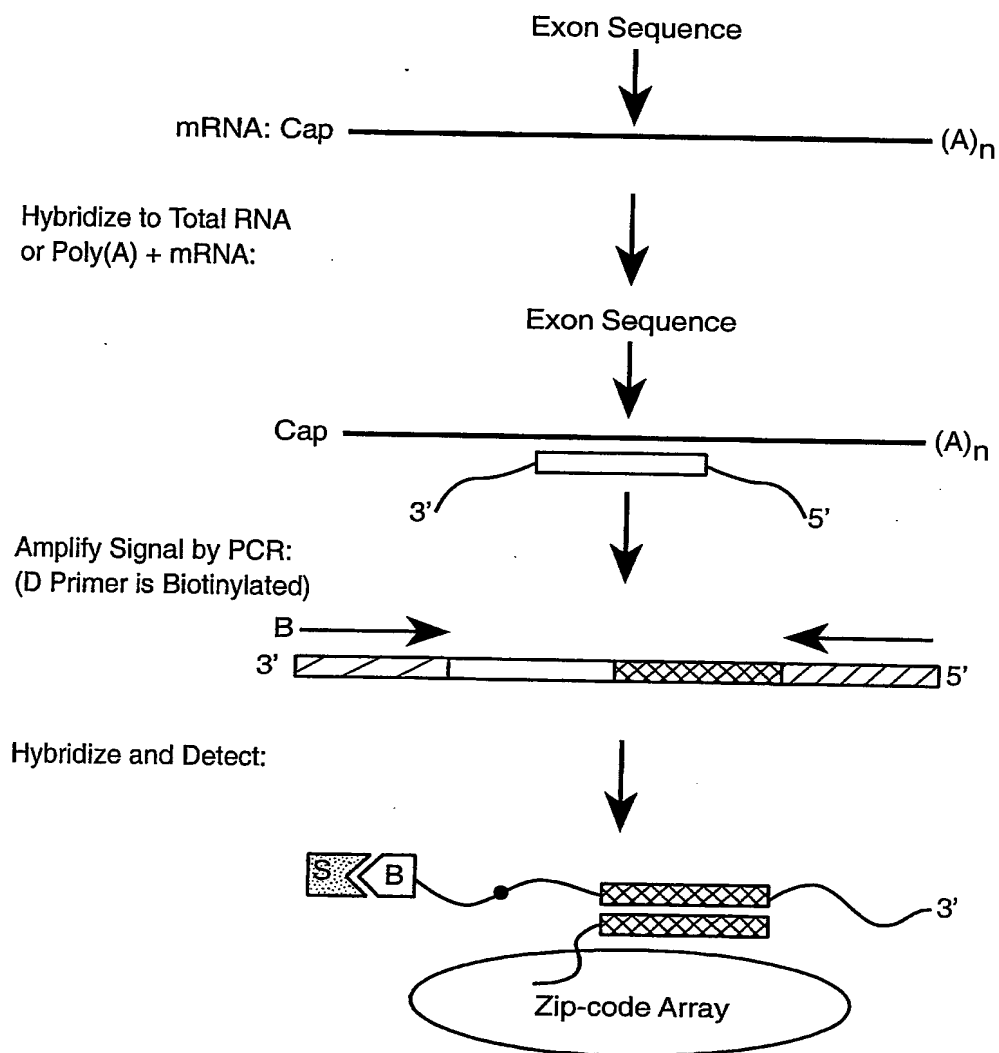 Exon Sequence
mRNA: Cap
(A)n
Hybridize to Total RNA
or Poly(A) + mRNA:
Exon Sequence
Cap
(A)n
3’
5’
Amplify Signal by PCR:
(D Primer is Biotinylated)
B
3’
5’
Hybridize and Detect:
S
B
3’
Zip-code Array